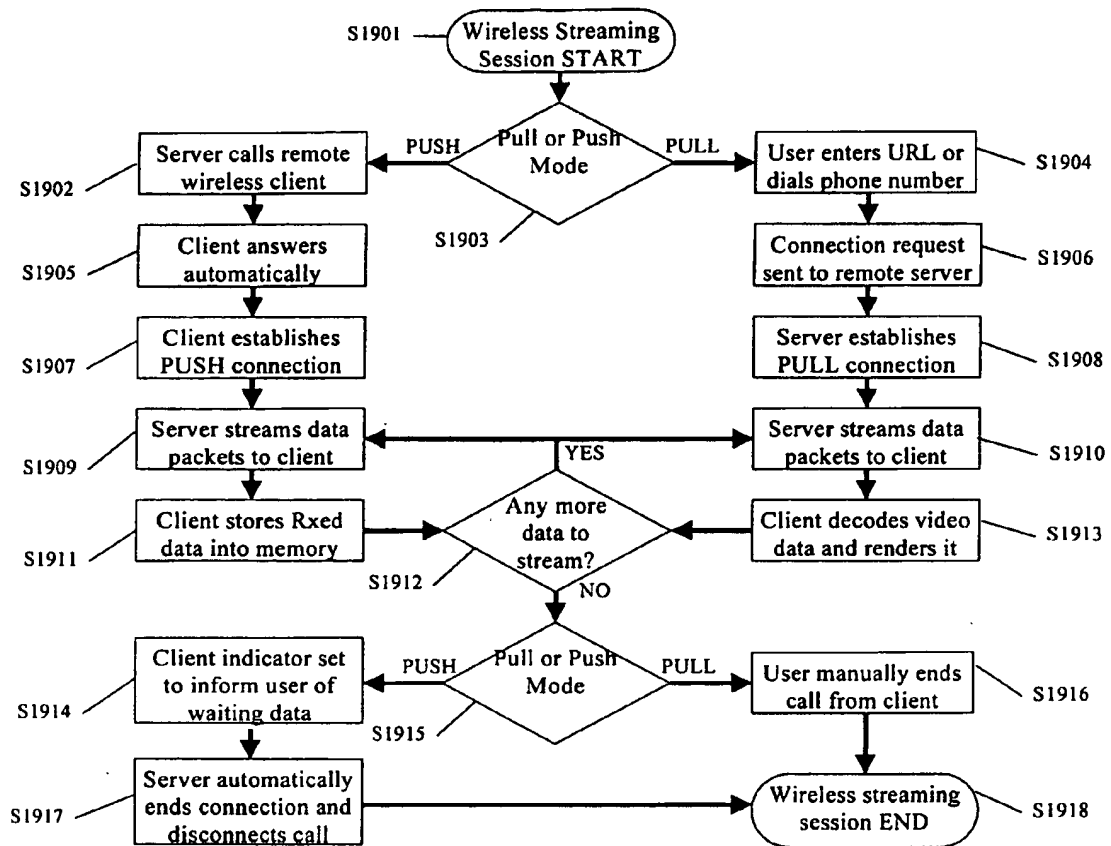 S1901
Wireless Streaming
Session START
Pull or Push
Mode
PUSH
PULL
S1903
Server calls remote
wireless client
S1902
User enters URL or
dials phone number
S1904
Client answers
automatically
S1905
Connection request
sent to remote server
S1906
Client establishes
PUSH connection
S1907
Server establishes
PULL connection
S1908
Server streams data
packets to client
S1909
YES
Server streams data
packets to client
S1910
Client stores Rxed
data into memory
S1911
Any more
data to
stream?
S1912
NO
Client decodes video
data and renders it
S1913
Client indicator set
to inform user of
waiting data
S1914
PUSH
Pull or Push
Mode
PULL
S1915
User manually ends
call from client
S1916
Server automatically
ends connection and
disconnects call
S1917
Wireless streaming
session END
S1918